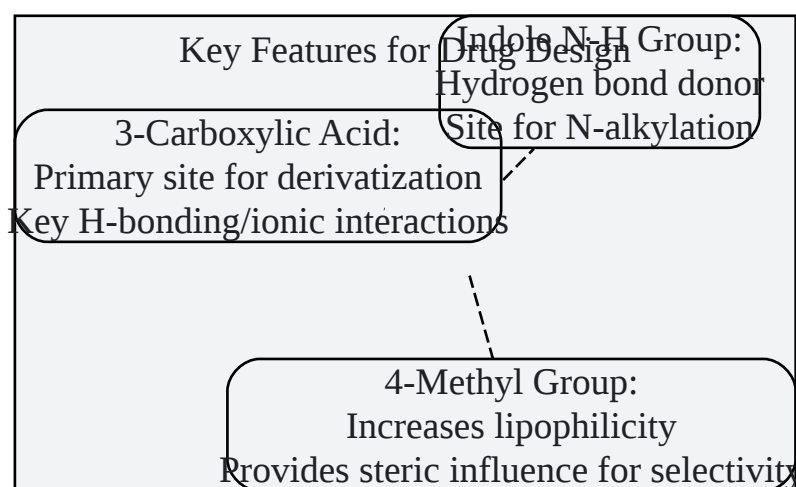 Key Features for Drug Design
Indole N-H Group:
Hydrogen bond donor
Site for N-alkylation
3-Carboxylic Acid:
Primary site for derivatization
Key H-bonding/ionic interactions
4-Methyl Group:
Increases lipophilicity
Provides steric influence for selectivity